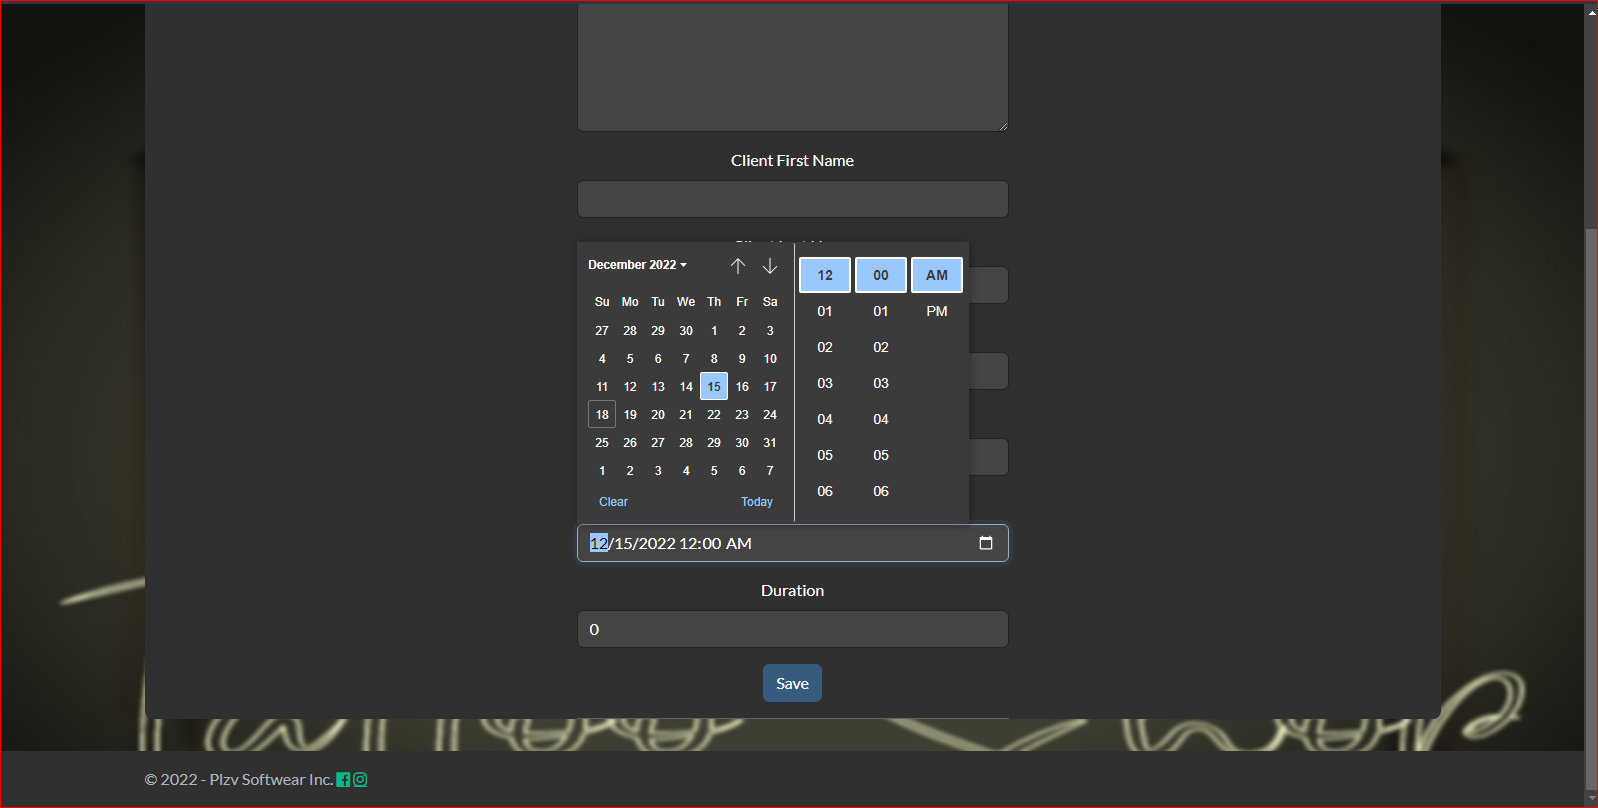 Client First Name
December 2022
Su Mo Tu We Th Fr Sa
27 28 29 30 1 2 3
4 5 6 7 8 9 10
11 12 13 14 15 16 17
18 19 20 21 22 23 24
25 26 27 28 29 30 31
1 2 3 4 5 6 7
Clear Today
12 00 AM
01 01 PM
02 02
03 03
04 04
05 05
06 06
12/15/2022 12:00 AM
Duration
0
Save
© 2022 - Plzv Softwear Inc.